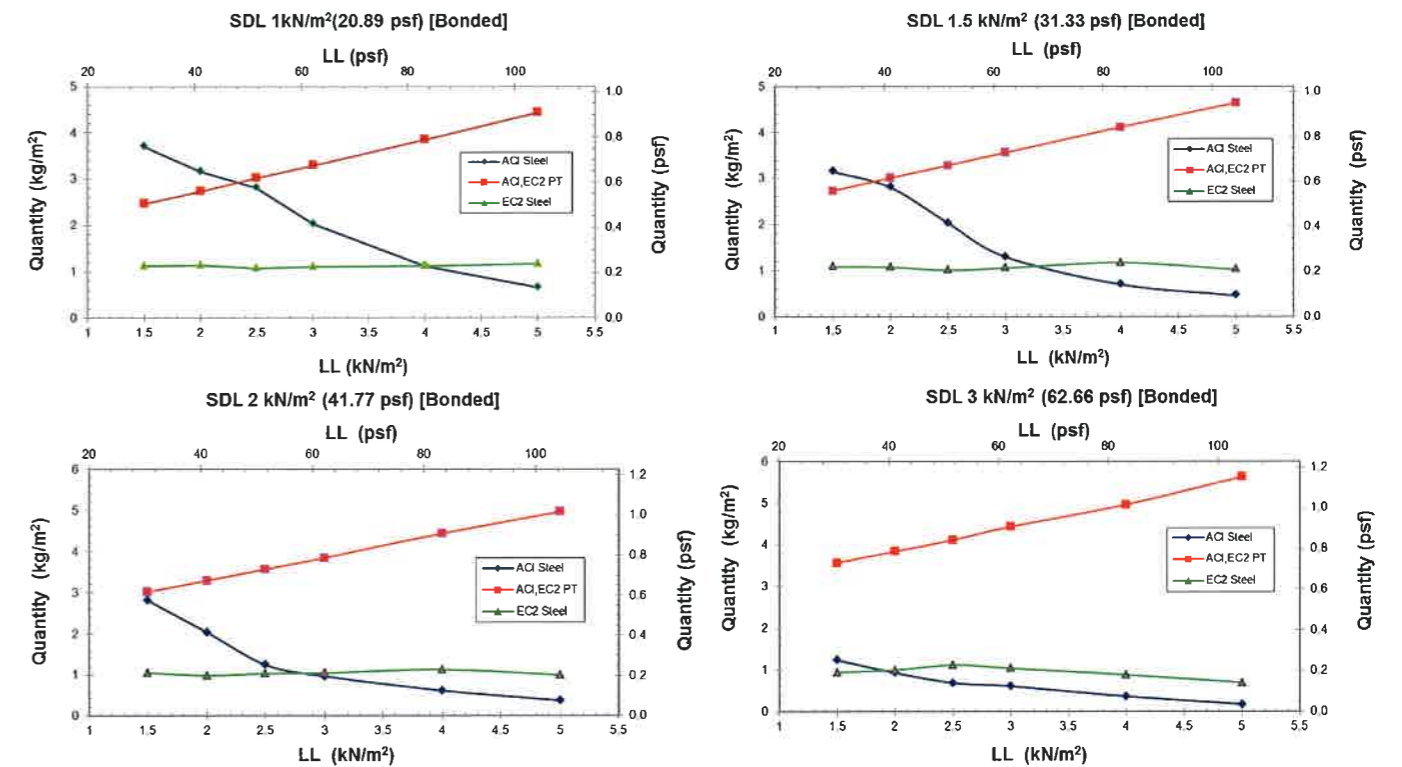 SDL 1kN/m²(20.89 psf) [Bonded]
LL (psf)
20 40 60 80 100
5 4 3 2 1 0
Quantity (kg/m²)
1.0 0.8 0.6 0.4 0.2 0.0
Quantity (psf)
ACI Steel
ACI,EC2 PT
EC2 Steel
1 1.5 2 2.5 3 3.5 4 4.5 5 5.5
LL (kN/m²)
SDL 1.5 kN/m² (31.33 psf) [Bonded]
LL (psf)
20 40 60 80 100
5 4 3 2 1 0
Quantity (kg/m²)
1.0 0.8 0.6 0.4 0.2 0.0
Quantity (psf)
ACI Steel
ACI,EC2 PT
EC2 Steel
1 1.5 2 2.5 3 3.5 4 4.5 5 5.5
LL (kN/m²)
SDL 2 kN/m² (41.77 psf) [Bonded]
LL (psf)
20 40 60 80 100
6 5 4 3 2 1 0
Quantity (kg/m²)
1.2 1.0 0.8 0.6 0.4 0.2 0.0
Quantity (psf)
ACI Steel
ACI,EC2 PT
EC2 Steel
1 1.5 2 2.5 3 3.5 4 4.5 5 5.5
LL (kN/m²)
SDL 3 kN/m² (62.66 psf) [Bonded]
LL (psf)
20 40 60 80 100
6 5 4 3 2 1 0
Quantity (kg/m²)
1.2 1.0 0.8 0.6 0.4 0.2 0.0
Quantity (psf)
ACI Steel
ACI,EC2 PT
EC2 Steel
1 1.5 2 2.5 3 3.5 4 4.5 5 5.5
LL (kN/m²)